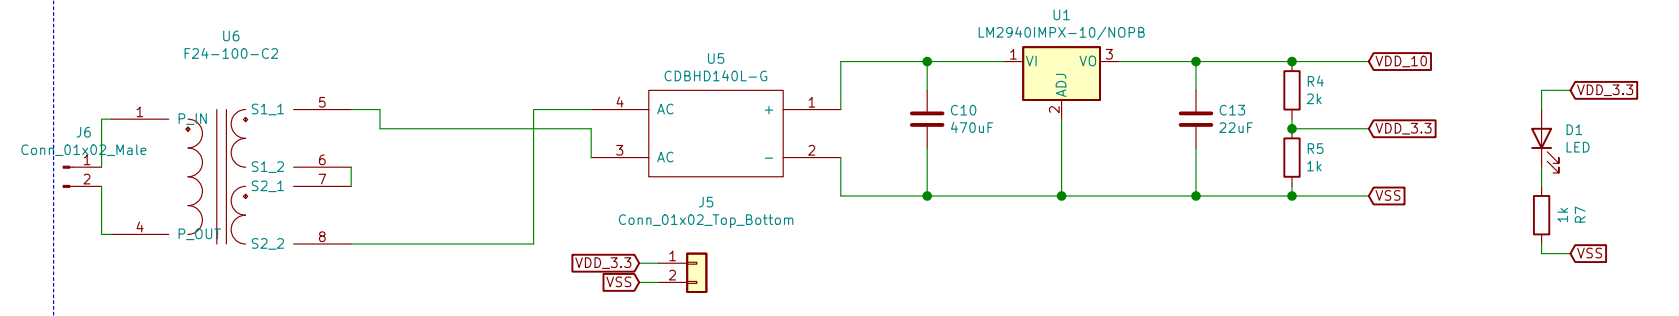 U6
F24-100-C2
J6
Conn_01x02_Male
1
2
1
4
P_IN
P_OUT
S1_1
S1_2
S2_1
S2_2
5
6
7
8
U5
CDBHD140L-G
4
3
AC
AC
+
-
1
2
J5
Conn_01x02_Top_Bottom
VDD_3.3
VSS
1
2
C10
470uF
U1
LM2940IMPX-10/NOPB
1
VI
VO
3
ADJ
2
C13
22uF
R4
2k
R5
1k
VDD_10
VDD_3.3
VSS
VDD_3.3
D1
LED
1k
R7
VSS